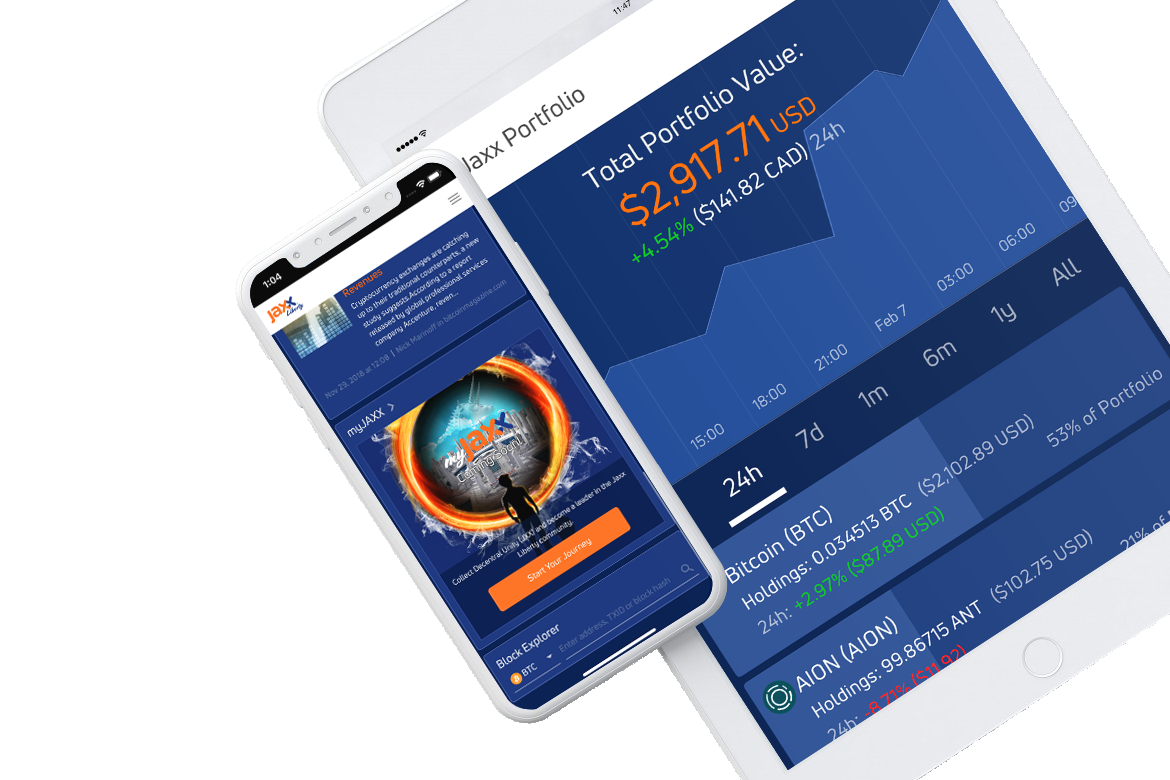 11:47
Jaxx Portfolio
Total Portfolio Value:
$2,917.71 USD
+4.54% ($141.82 CAD) 24h
15:00
18:00
21:00
Feb 7
03:00
06:00
09
24h
7d
1m
6m
1y
All
Bitcoin (BTC)
Holdings: 0.034513 BTC ($2,102.89 USD)
24h: +2.97% ($87.89 USD)
53% of Portfolio
AION (AION)
Holdings: 99.86715 ANT ($102.75 USD)
24h: -8.71% ($11.92)
21% of
1:04
Jaxx
Liberty
Revenues
Cryptocurrency exchanges are catching
up to their traditional counterparts, a new
study suggests.According to a report
released by global professional services
company Accenture, reven...
Nov 29, 2018 at 12:09 | Nick Marinoff in bitcoinmagazine.com
myJAXX >
my Jaxx
Coming Soon!
Collect Decentral Unity (JXX) and become a leader in the Jaxx
Liberty community.
Start Your Journey
Block Explorer
BTC
Enter address, TXID or block hash